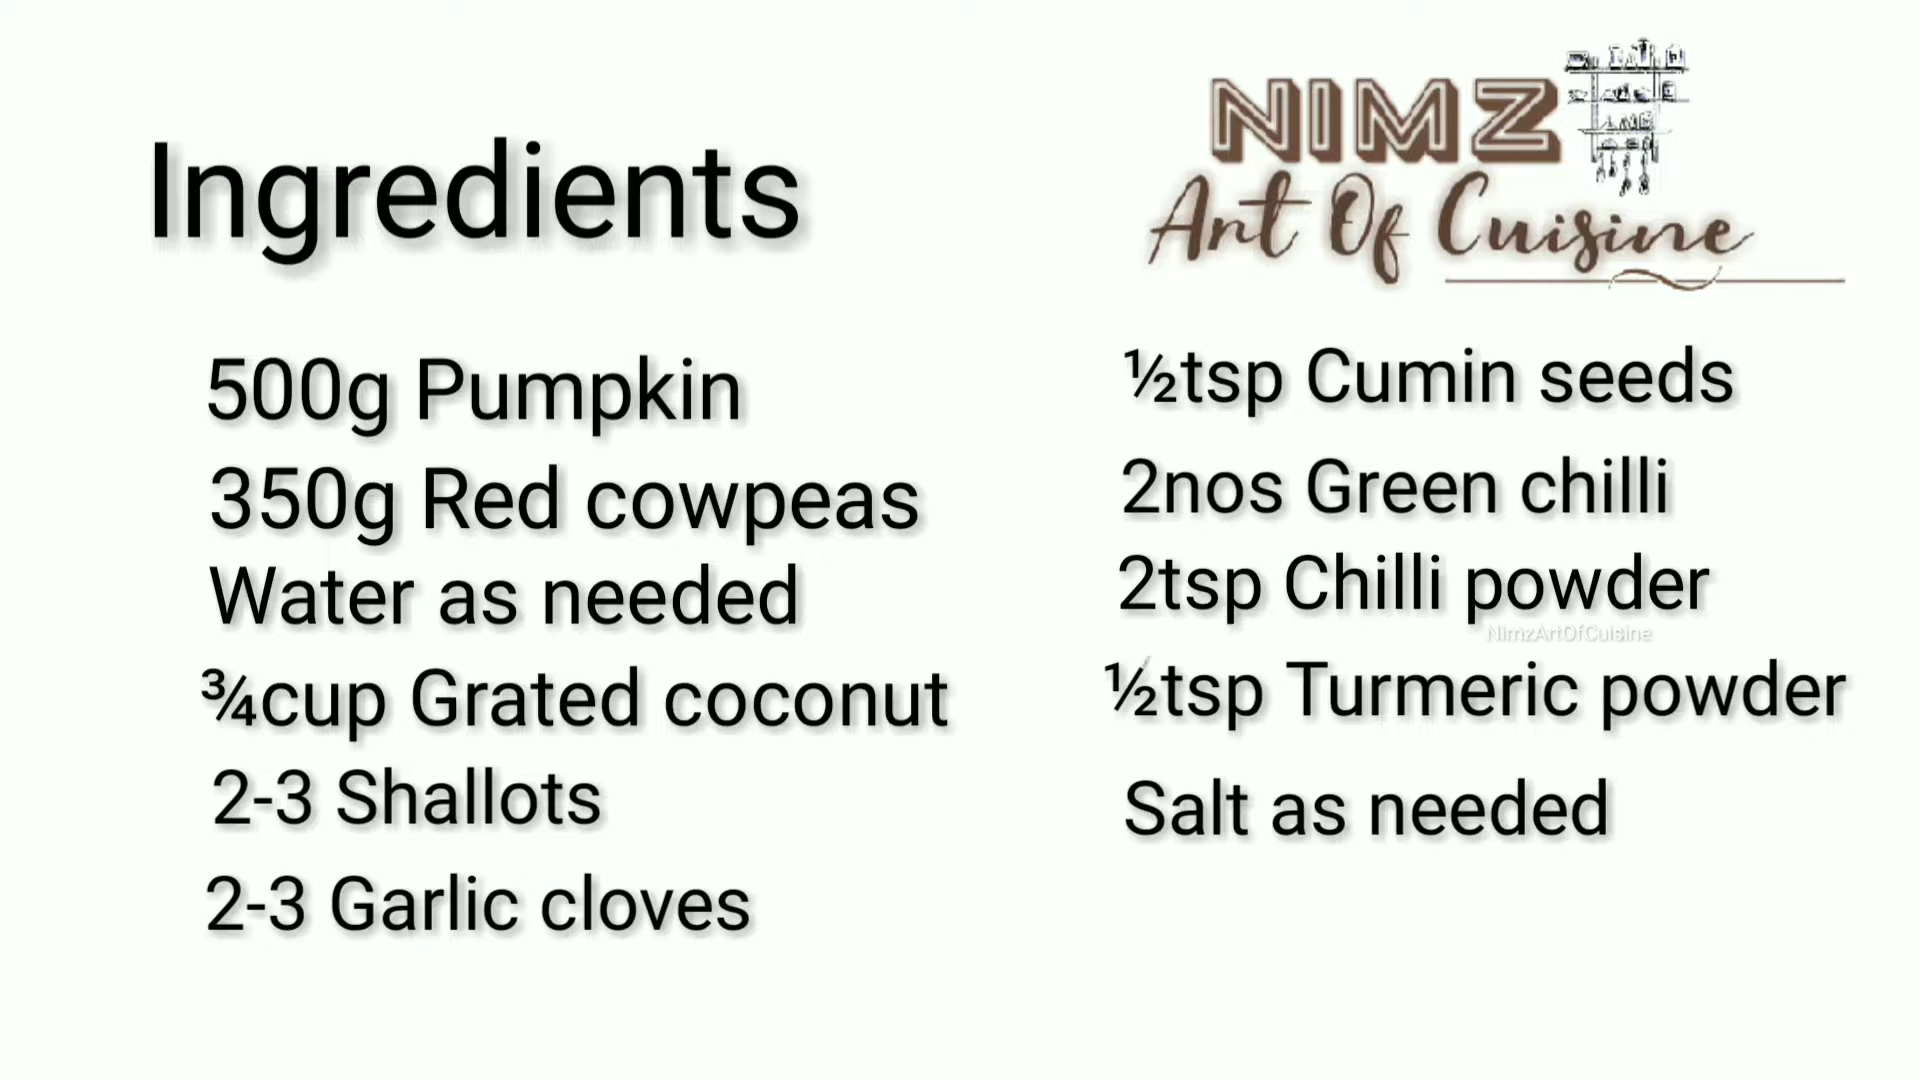 NIMZ
Art Of Cuisine
Ingredients
500g Pumpkin
350g Red cowpeas
Water as needed
¾cup Grated coconut
2-3 Shallots
2-3 Garlic cloves
½tsp Cumin seeds
2nos Green chilli
2tsp Chilli powder
NimzArtOfCuisine
½tsp Turmeric powder
Salt as needed